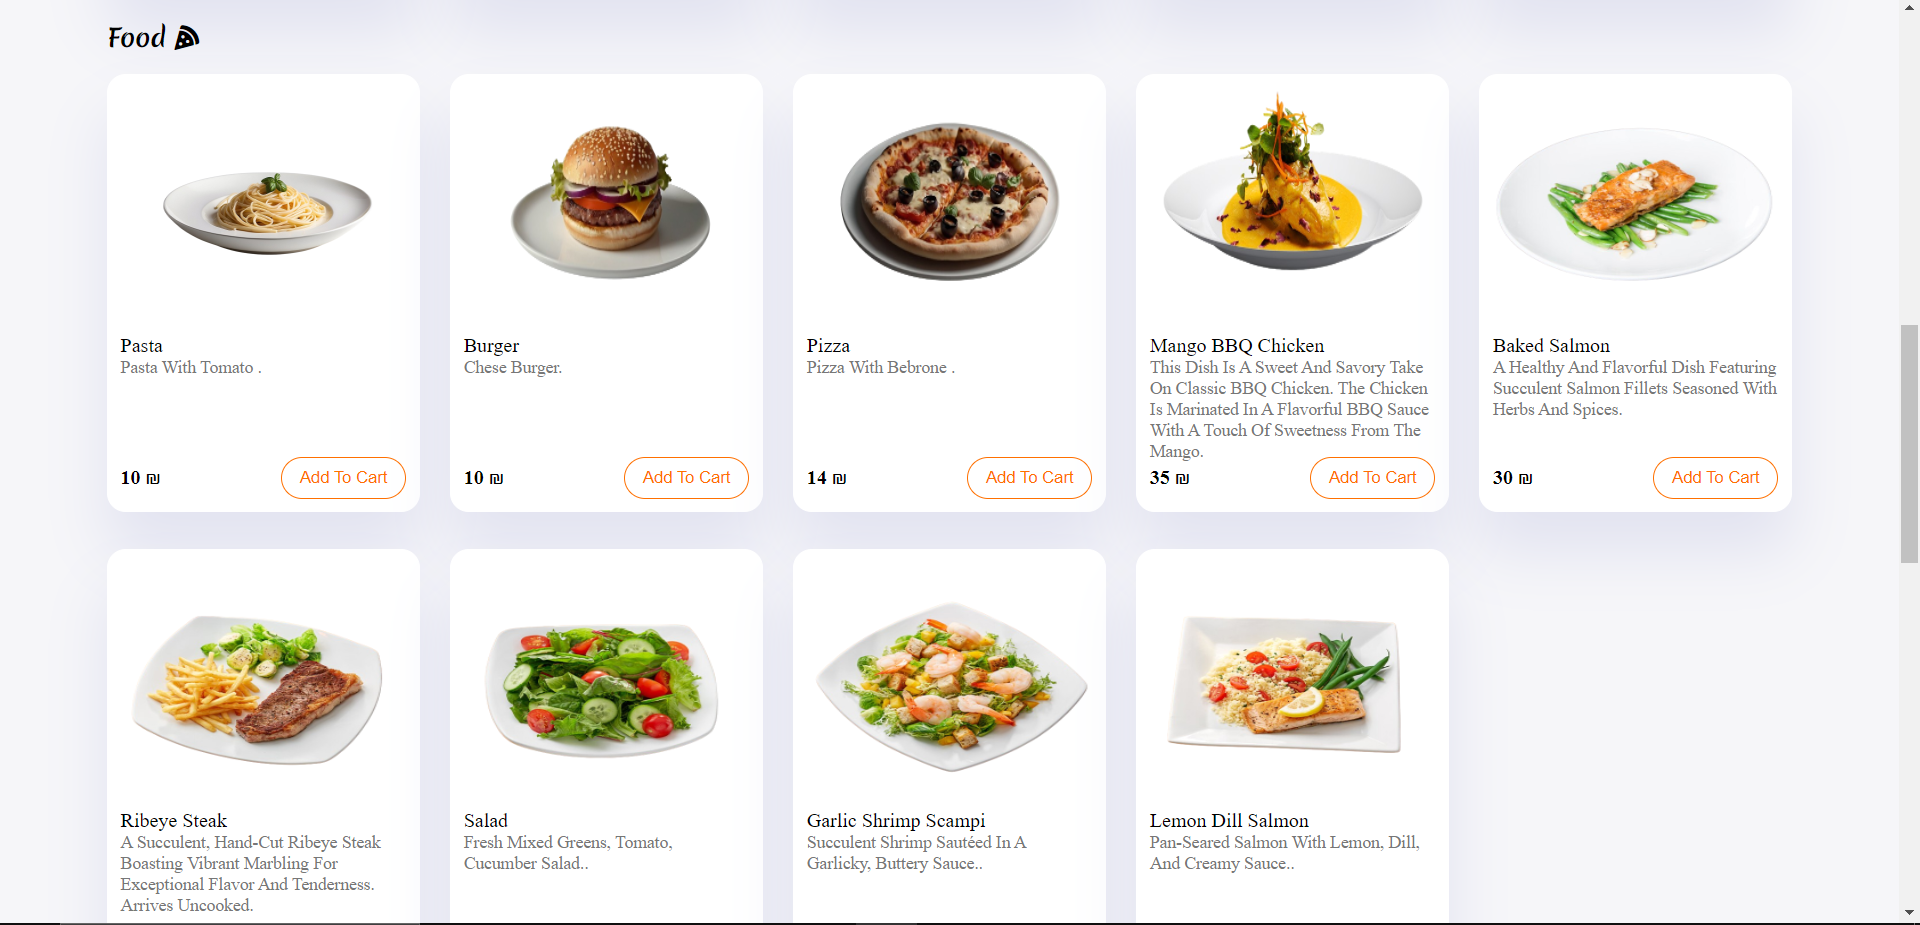 Food
Pasta
Pasta With Tomato .
10 ₪
Add To Cart
Burger
Chese Burger.
10 ₪
Add To Cart
Pizza
Pizza With Bebrone .
14 ₪
Add To Cart
Mango BBQ Chicken
This Dish Is A Sweet And Savory Take
On Classic BBQ Chicken. The Chicken
Is Marinated In A Flavorful BBQ Sauce
With A Touch Of Sweetness From The
Mango.
35 ₪
Add To Cart
Baked Salmon
A Healthy And Flavorful Dish Featuring
Succulent Salmon Fillets Seasoned With
Herbs And Spices.
30 ₪
Add To Cart
Ribeye Steak
A Succulent, Hand-Cut Ribeye Steak
Boasting Vibrant Marbling For
Exceptional Flavor And Tenderness.
Arrives Uncooked.
Salad
Fresh Mixed Greens, Tomato,
Cucumber Salad..
Garlic Shrimp Scampi
Succulent Shrimp Sautéed In A
Garlicky, Buttery Sauce..
Lemon Dill Salmon
Pan-Seared Salmon With Lemon, Dill,
And Creamy Sauce..